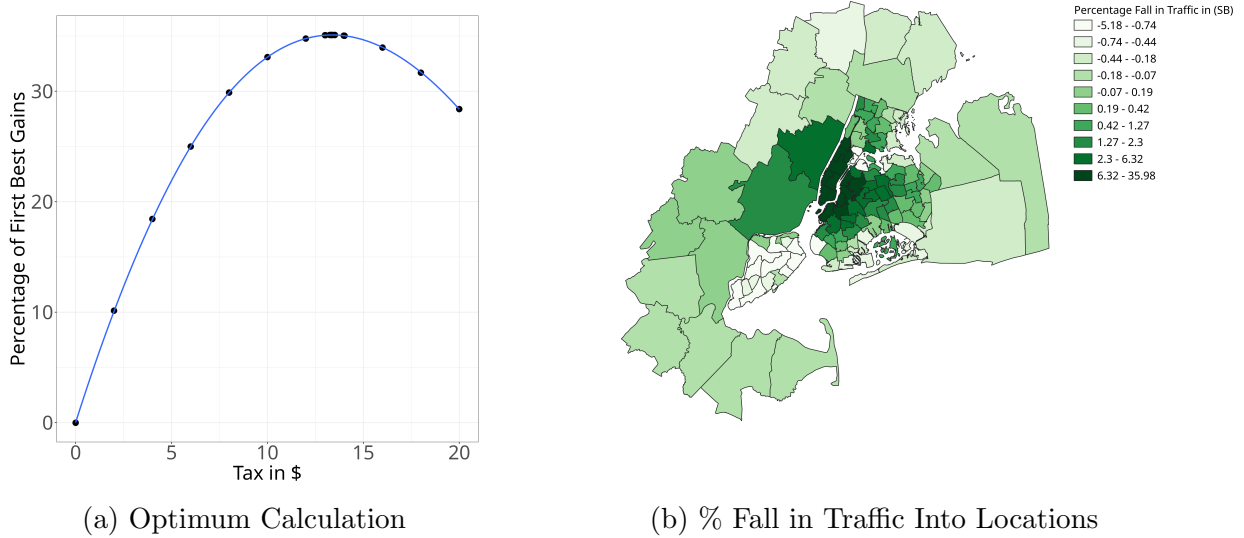 Percentage of First Best Gains
30
20
10
0
0 5 10 15 20
Tax in $
(a) Optimum Calculation
Percentage Fall in Traffic in (SB)
-5.18 - -0.74
-0.74 - -0.44
-0.44 - -0.18
-0.18 - -0.07
-0.07 - 0.19
0.19 - 0.42
0.42 - 1.27
1.27 - 2.3
2.3 - 6.32
6.32 - 35.98
(b) % Fall in Traffic Into Locations